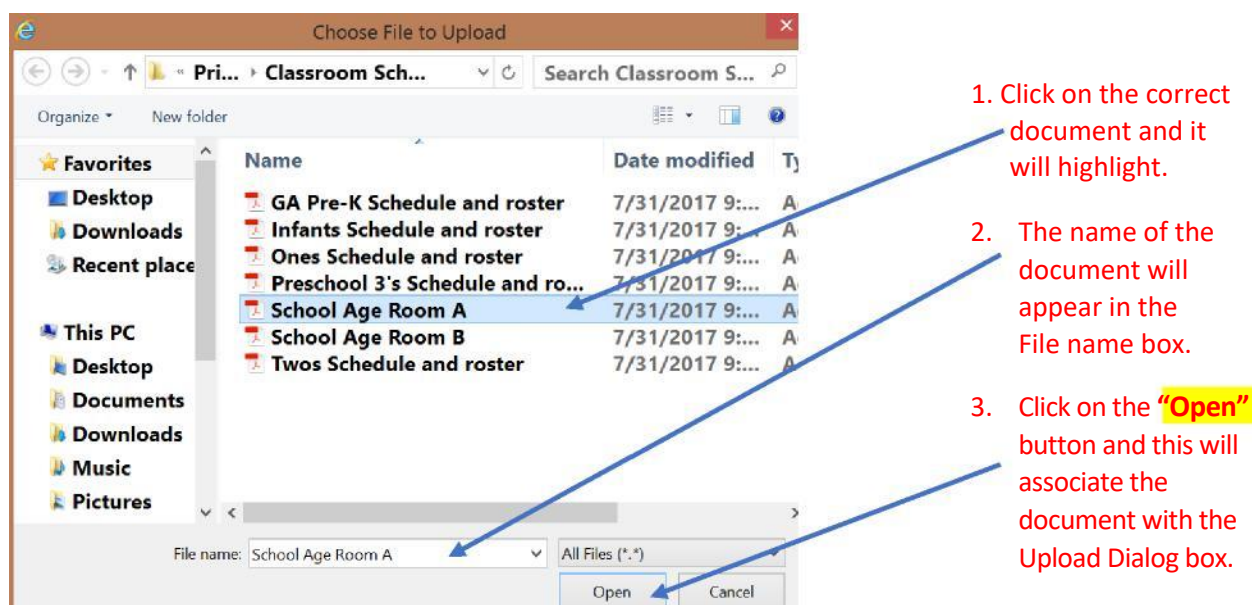 Choose File to Upload
« Pri... › Classroom Sch... Search Classroom S...
Organize New folder
Favorites
Desktop
Downloads
Recent place
This PC
Desktop
Documents
Downloads
Music
Pictures
Name Date modified Ty
GA Pre-K Schedule and roster 7/31/2017 9:... A
Infants Schedule and roster 7/31/2017 9:... A
Ones Schedule and roster 7/31/2017 9:... A
Preschool 3's Schedule and ro... 7/31/2017 9:... A
School Age Room A 7/31/2017 9:... A
School Age Room B 7/31/2017 9:... A
Twos Schedule and roster 7/31/2017 9:... A
File name: School Age Room A All Files (*.*)
Open Cancel
1. Click on the correct
document and it
will highlight.
2. The name of the
document will
appear in the
File name box.
3. Click on the “Open”
button and this will
associate the
document with the
Upload Dialog box.